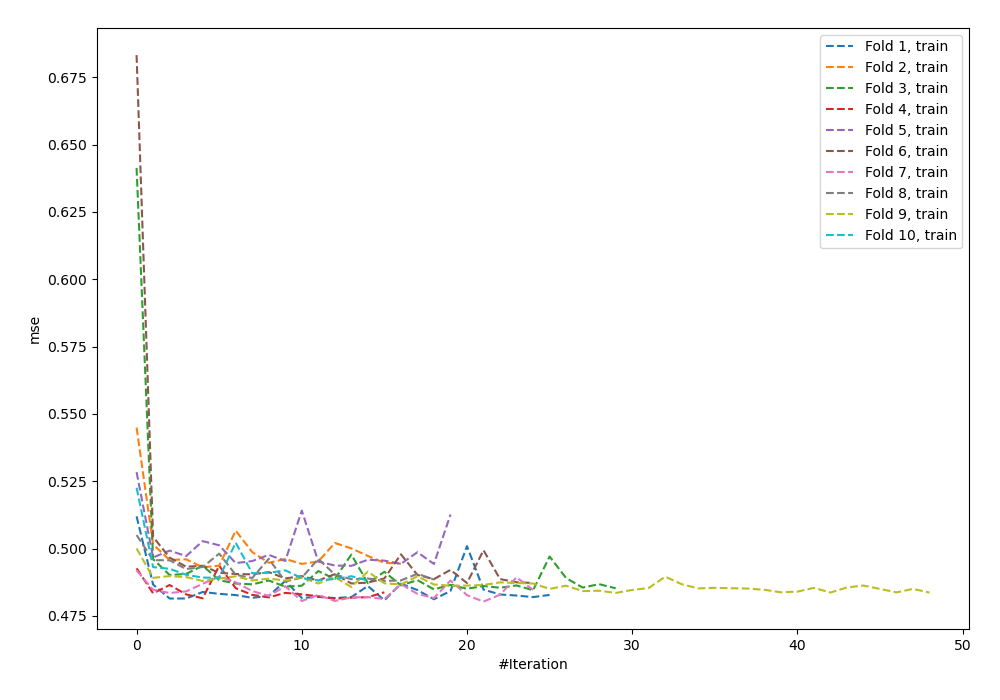 0.675
0.650
0.625
0.600
0.575
0.550
0.525
0.500
0.475
mse
0
10
20
30
40
50
#Iteration
Fold 1, train
Fold 2, train
Fold 3, train
Fold 4, train
Fold 5, train
Fold 6, train
Fold 7, train
Fold 8, train
Fold 9, train
Fold 10, train